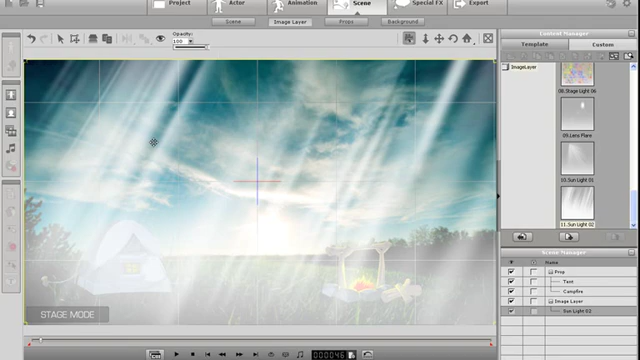 Project
Actor
Animation
Scene
Special FX
Export
Scene
Image Layer
Props
Background
Opacity:
100
Content Manager
Template
Custom
ImageLayer
08.Stage Light 06
09.Lens Flare
10.Sun Light 01
11.Sun Light 02
Scene Manager
Name
Prop
Tent
Campfire
Image Layer
Sun Light 02
STAGE MODE
000046